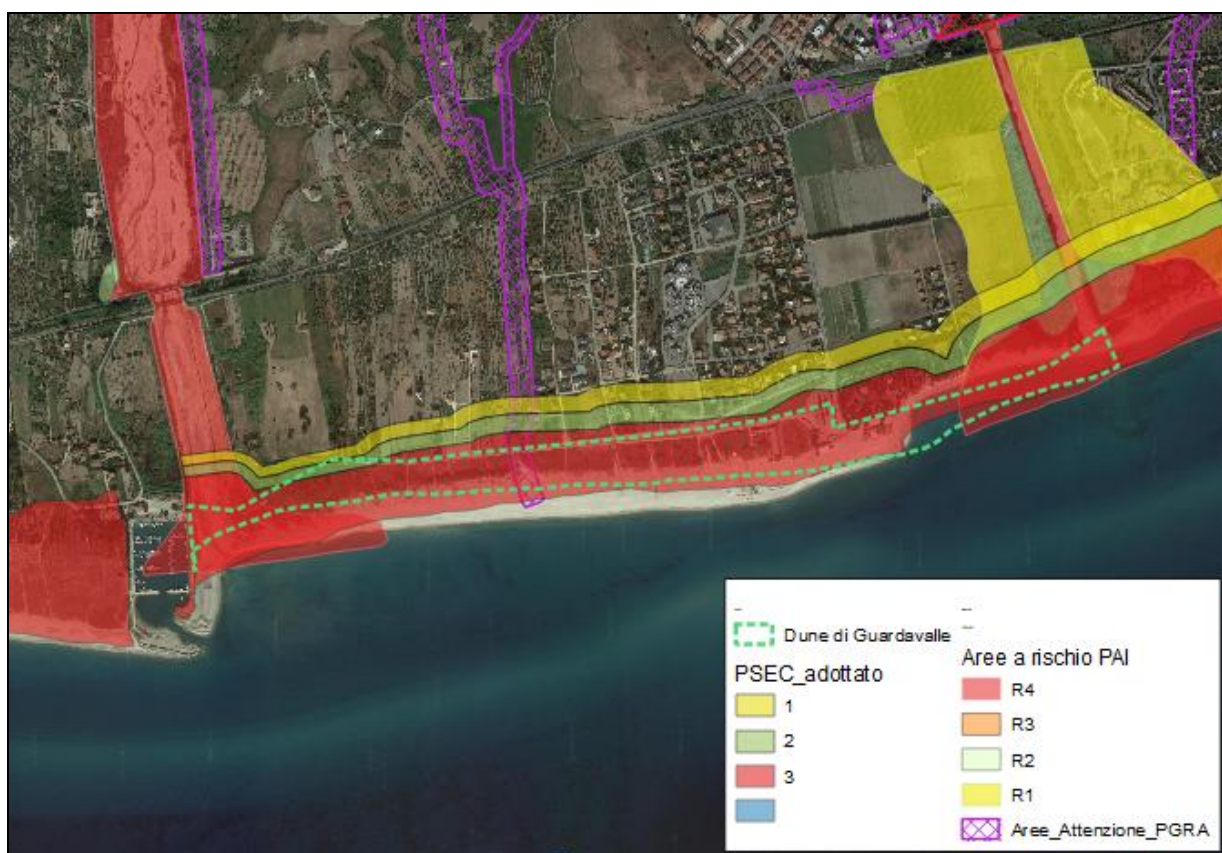 Dune di Guardavalle
PSEC_adottato
1
2
3
Aree a rischio PAI
R4
R3
R2
R1
Aree_Attenzione_PGRA